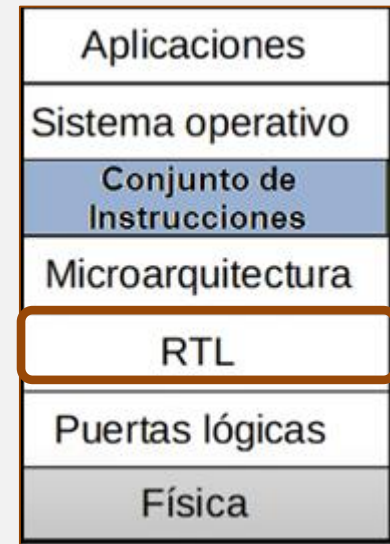 Aplicaciones
Sistema operativo
Conjunto de
Instrucciones
Microarquitectura
RTL
Puertas lógicas
Física